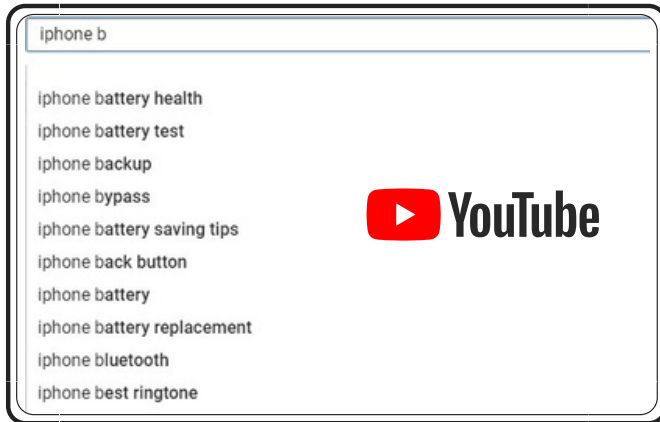 iphone b
iphone battery health
iphone battery test
iphone backup
iphone bypass
iphone battery saving tips
iphone back button
iphone battery
iphone battery replacement
iphone bluetooth
iphone best ringtone
YouTube